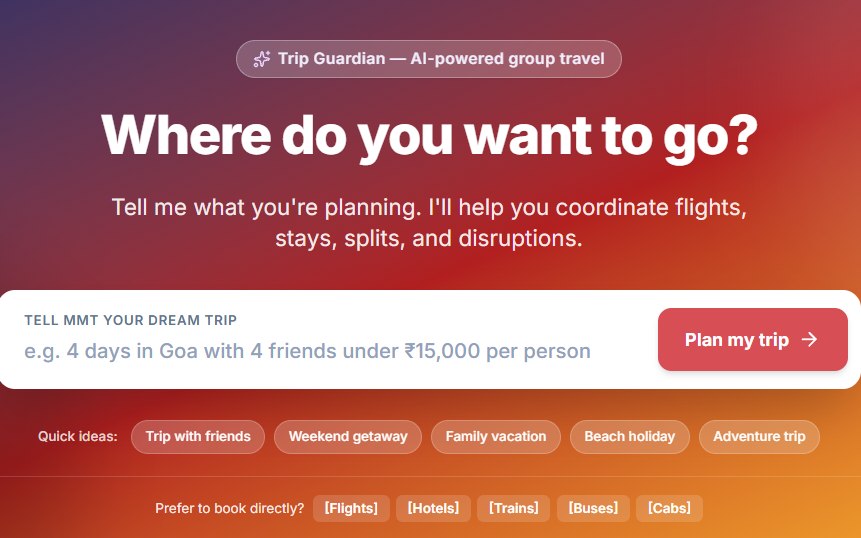 Trip Guardian — AI-powered group travel
Where do you want to go?
Tell me what you're planning. I'll help you coordinate flights,
stays, splits, and disruptions.
TELL MMT YOUR DREAM TRIP
e.g. 4 days in Goa with 4 friends under ₹15,000 per person
Plan my trip →
Quick ideas: Trip with friends Weekend getaway Family vacation Beach holiday Adventure trip
Prefer to book directly? [Flights] [Hotels] [Trains] [Buses] [Cabs]